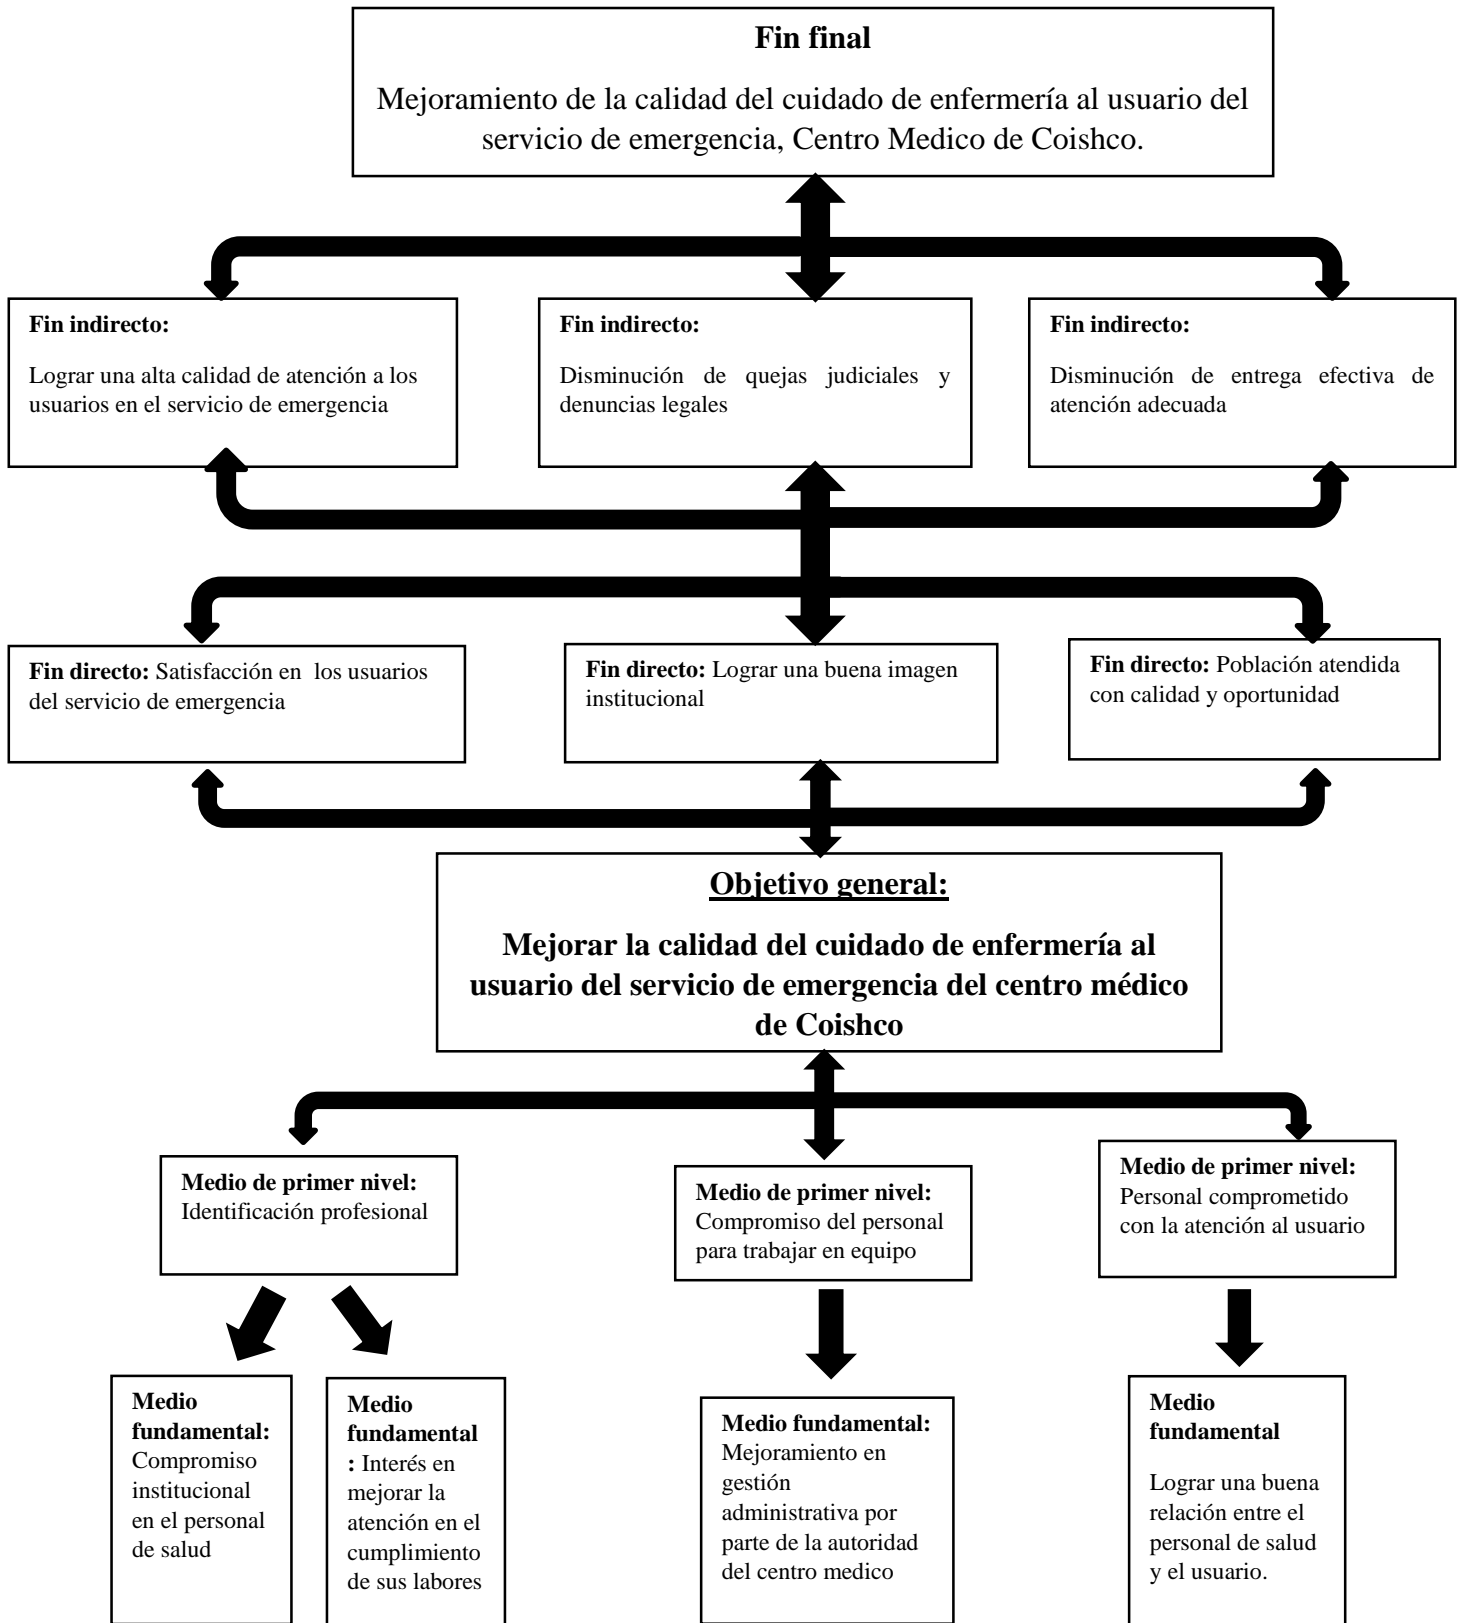 Fin final
Mejoramiento de la calidad del cuidado de enfermería al usuario del
servicio de emergencia, Centro Medico de Coishco.
Fin indirecto:
Lograr una alta calidad de atención a los
usuarios en el servicio de emergencia
Fin indirecto:
Disminución de quejas judiciales y
denuncias legales
Fin indirecto:
Disminución de entrega efectiva de
atención adecuada
Fin directo: Satisfacción en los usuarios
del servicio de emergencia
Fin directo: Lograr una buena imagen
institucional
Fin directo: Población atendida
con calidad y oportunidad
Objetivo general:
Mejorar la calidad del cuidado de enfermería al
usuario del servicio de emergencia del centro médico
de Coishco
Medio de primer nivel:
Identificación profesional
Medio de primer nivel:
Compromiso del personal
para trabajar en equipo
Medio de primer nivel:
Personal comprometido
con la atención al usuario
Medio
fundamental:
Compromiso
institucional
en el personal
de salud
Medio
fundamental
: Interés en
mejorar la
atención en el
cumplimiento
de sus labores
Medio fundamental:
Mejoramiento en
gestión
administrativa por
parte de la autoridad
del centro medico
Medio
fundamental
Lograr una buena
relación entre el
personal de salud
y el usuario.